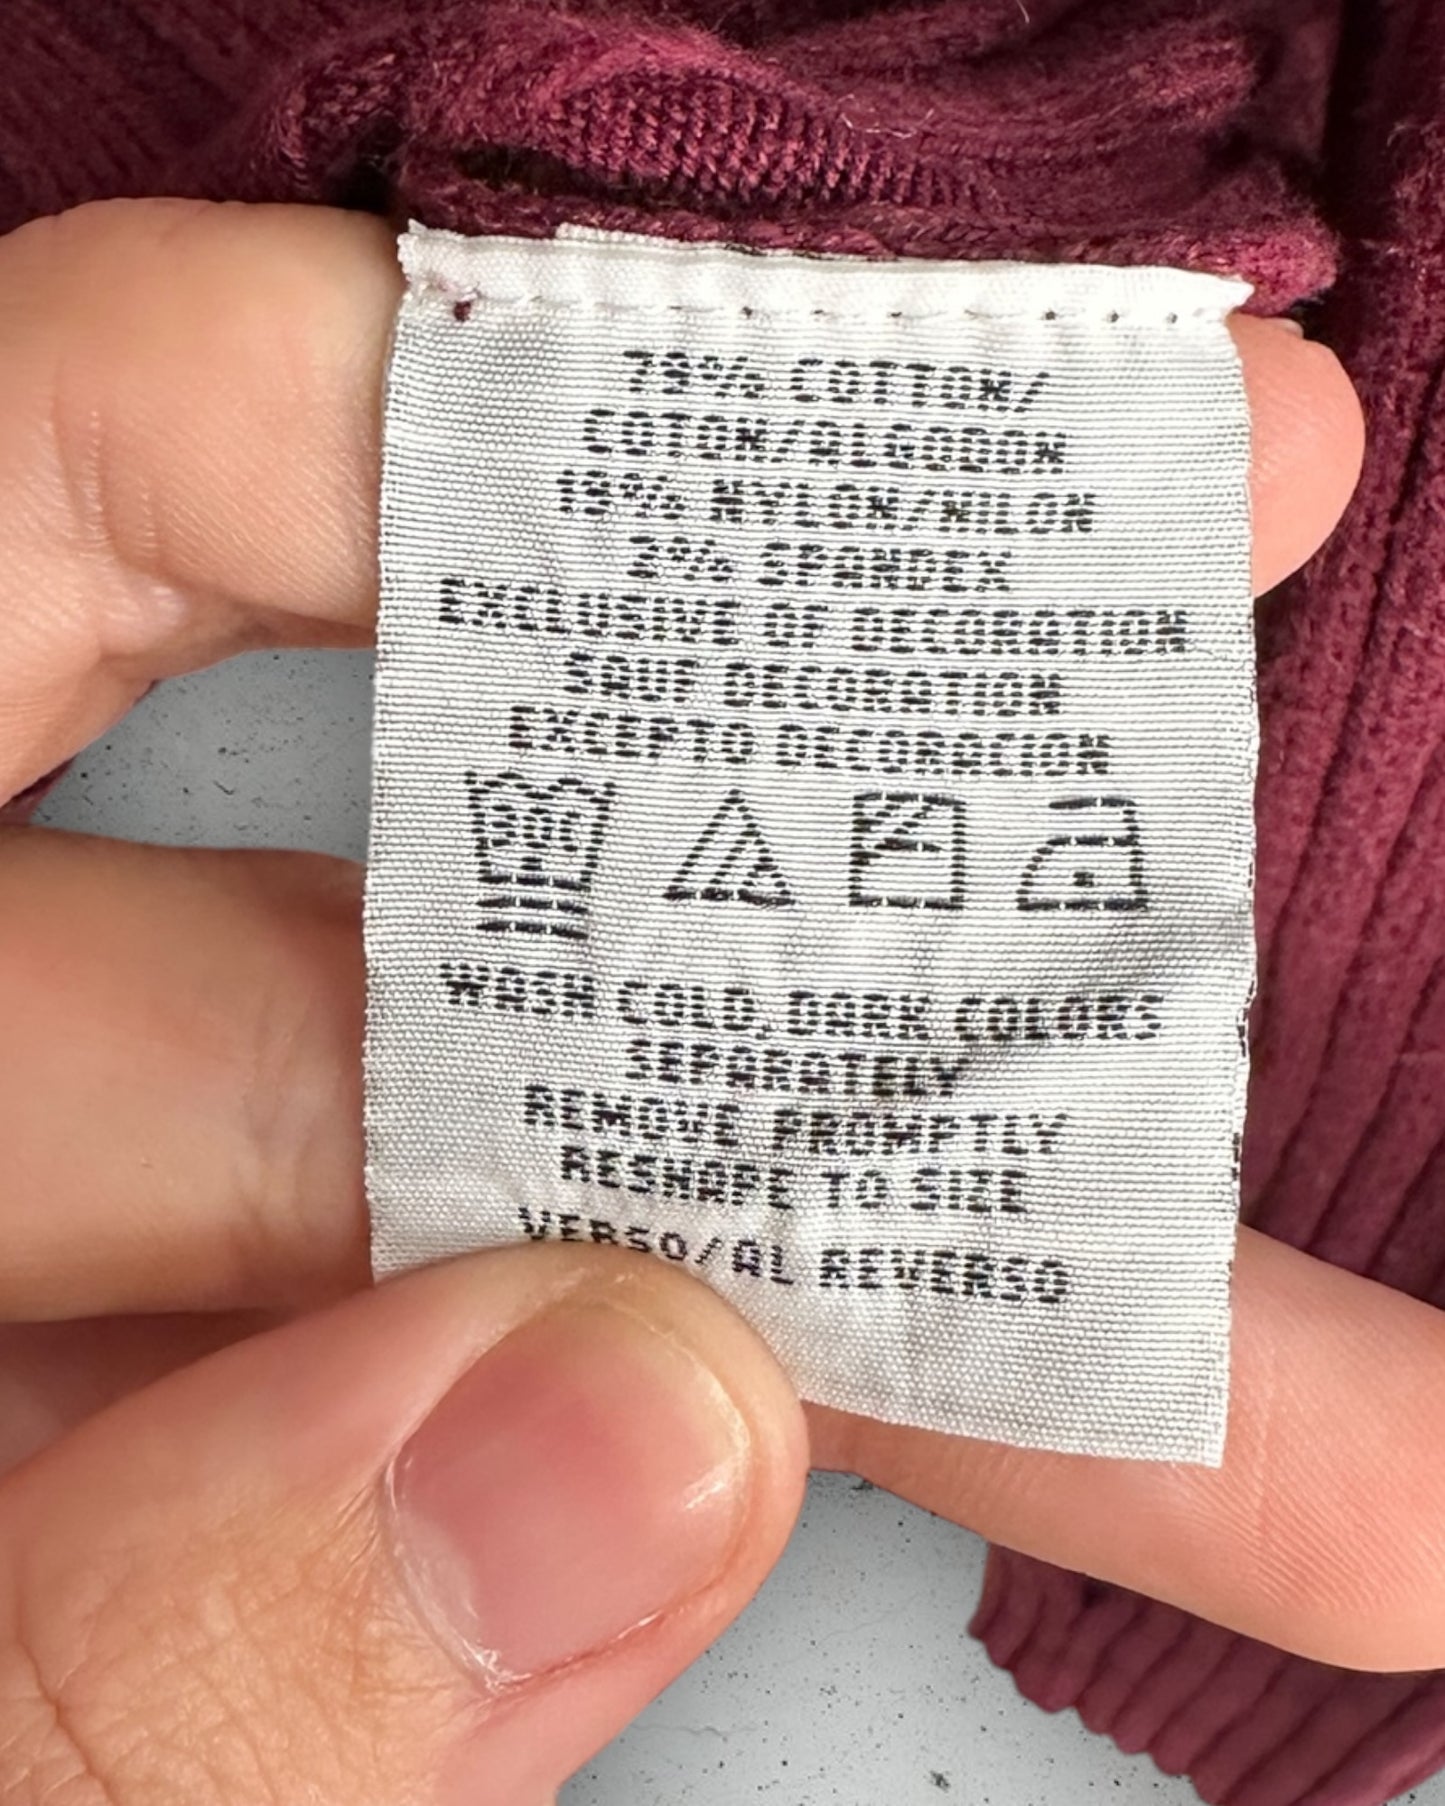 79% COTTON/
COTON/ALGODON
19% NYLON/NILON
2% SPANDEX
EXCLUSIVE OF DECORATION
SAUF DECORATION
EXCEPTO DECORACION
30C
WASH COLD, DARK COLORS
SEPARATELY
REMOVE PROMPTLY
RESHAPE TO SIZE
VERSO/AL REVERSO